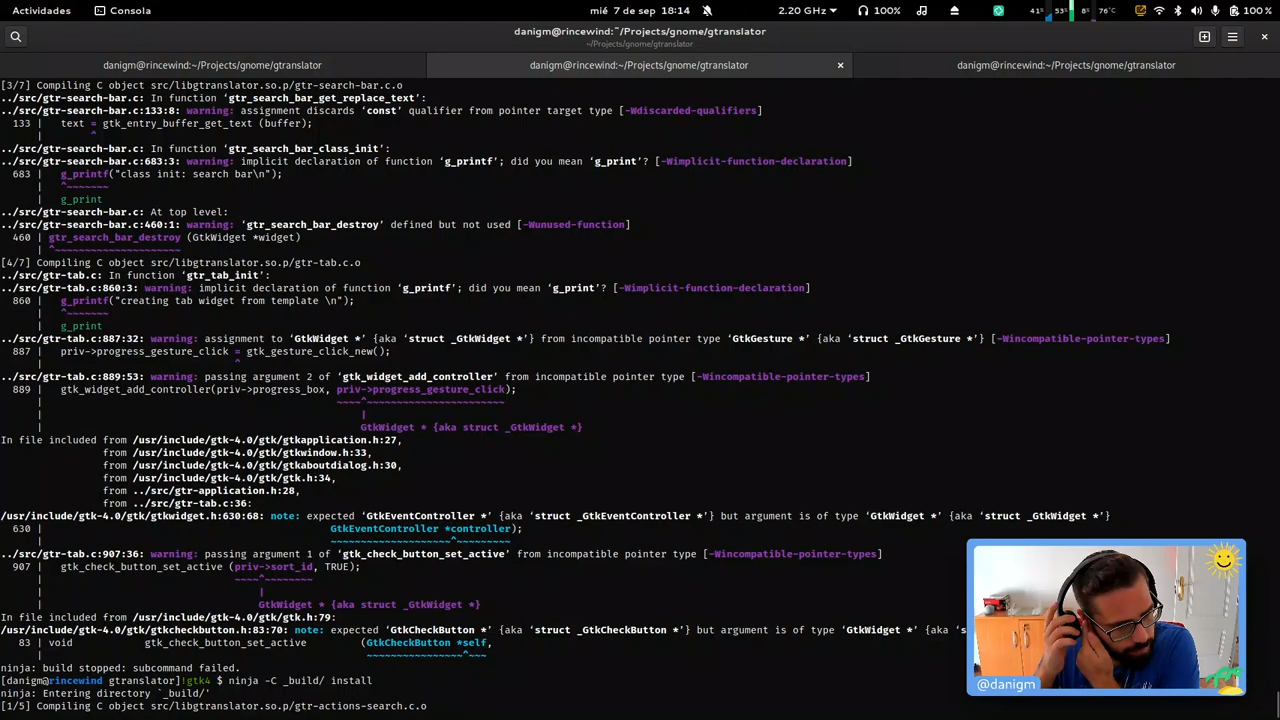 Actividades
Consola
mié 7 de sep 18:14
2.20 GHz
100%
41%
53%
8%
76°C
100 %
danigm@rincewind:~/Projects/gnome/gtranslator
~/Projects/gnome/gtranslator
danigm@rincewind:~/Projects/gnome/gtranslator
danigm@rincewind:~/Projects/gnome/gtranslator
danigm@rincewind:~/Projects/gnome/gtranslator
[3/7] Compiling C object src/libgtranslator.so.p/gtr-search-bar.c.o
../src/gtr-search-bar.c: In function ‘gtr_search_bar_get_replace_text’:
../src/gtr-search-bar.c:133:8: warning: assignment discards ‘const’ qualifier from pointer target type [-Wdiscarded-qualifiers]
133 |   text = gtk_entry_buffer_get_text (buffer);
|        ^
../src/gtr-search-bar.c: In function ‘gtr_search_bar_class_init’:
../src/gtr-search-bar.c:683:3: warning: implicit declaration of function ‘g_printf’; did you mean ‘g_print’? [-Wimplicit-function-declaration]
683 |   g_printf("class init: search bar\n");
|   ^~~~~~~~
|   g_print
../src/gtr-search-bar.c: At top level:
../src/gtr-search-bar.c:460:1: warning: ‘gtr_search_bar_destroy’ defined but not used [-Wunused-function]
460 | gtr_search_bar_destroy (GtkWidget *widget)
| ^~~~~~~~~~~~~~~~~~~~~~
[4/7] Compiling C object src/libgtranslator.so.p/gtr-tab.c.o
../src/gtr-tab.c: In function ‘gtr_tab_init’:
../src/gtr-tab.c:860:3: warning: implicit declaration of function ‘g_printf’; did you mean ‘g_print’? [-Wimplicit-function-declaration]
860 |   g_printf("creating tab widget from template \n");
|   ^~~~~~~~
|   g_print
../src/gtr-tab.c:887:32: warning: assignment to ‘GtkWidget *’ {aka ‘struct _GtkWidget *’} from incompatible pointer type ‘GtkGesture *’ {aka ‘struct _GtkGesture *’} [-Wincompatible-pointer-types]
887 |   priv->progress_gesture_click = gtk_gesture_click_new();
|                                ^
../src/gtr-tab.c:889:53: warning: passing argument 2 of ‘gtk_widget_add_controller’ from incompatible pointer type [-Wincompatible-pointer-types]
889 |   gtk_widget_add_controller(priv->progress_box, priv->progress_gesture_click);
|                                                 ~~~~^~~~~~~~~~~~~~~~~~~~~~~~
|                                                     |
|                                                     GtkWidget * {aka struct _GtkWidget *}
In file included from /usr/include/gtk-4.0/gtk/gtkapplication.h:27,
from /usr/include/gtk-4.0/gtk/gtkwindow.h:33,
from /usr/include/gtk-4.0/gtk/gtkaboutdialog.h:30,
from /usr/include/gtk-4.0/gtk/gtk.h:34,
from ../src/gtr-application.h:28,
from ../src/gtr-tab.c:36:
/usr/include/gtk-4.0/gtk/gtkwidget.h:630:68: note: expected ‘GtkEventController *’ {aka ‘struct _GtkEventController *’} but argument is of type ‘GtkWidget *’ {aka ‘struct _GtkWidget *’}
630 |                                                GtkEventController *controller);
|                                                ~~~~~~~~~~~~~~~~~~~~^~~~~~~~~~
../src/gtr-tab.c:907:36: warning: passing argument 1 of ‘gtk_check_button_set_active’ from incompatible pointer type [-Wincompatible-pointer-types]
907 |   gtk_check_button_set_active (priv->sort_id, TRUE);
|                                ~~~~^~~~~~~~~
|                                    |
|                                    GtkWidget * {aka struct _GtkWidget *}
In file included from /usr/include/gtk-4.0/gtk/gtk.h:79:
/usr/include/gtk-4.0/gtk/gtkcheckbutton.h:83:70: note: expected ‘GtkCheckButton *’ {aka ‘struct _GtkCheckButton *’} but argument is of type ‘GtkWidget *’ {aka ‘s
83 | void            gtk_check_button_set_active         (GtkCheckButton *self,
|                                                      ~~~~~~~~~~~~~~~~^~~~
ninja: build stopped: subcommand failed.
[danigm@rincewind gtranslator]!gtk4 $ ninja -C _build/ install
ninja: Entering directory `_build/'
[1/5] Compiling C object src/libgtranslator.so.p/gtr-actions-search.c.o
@danigm